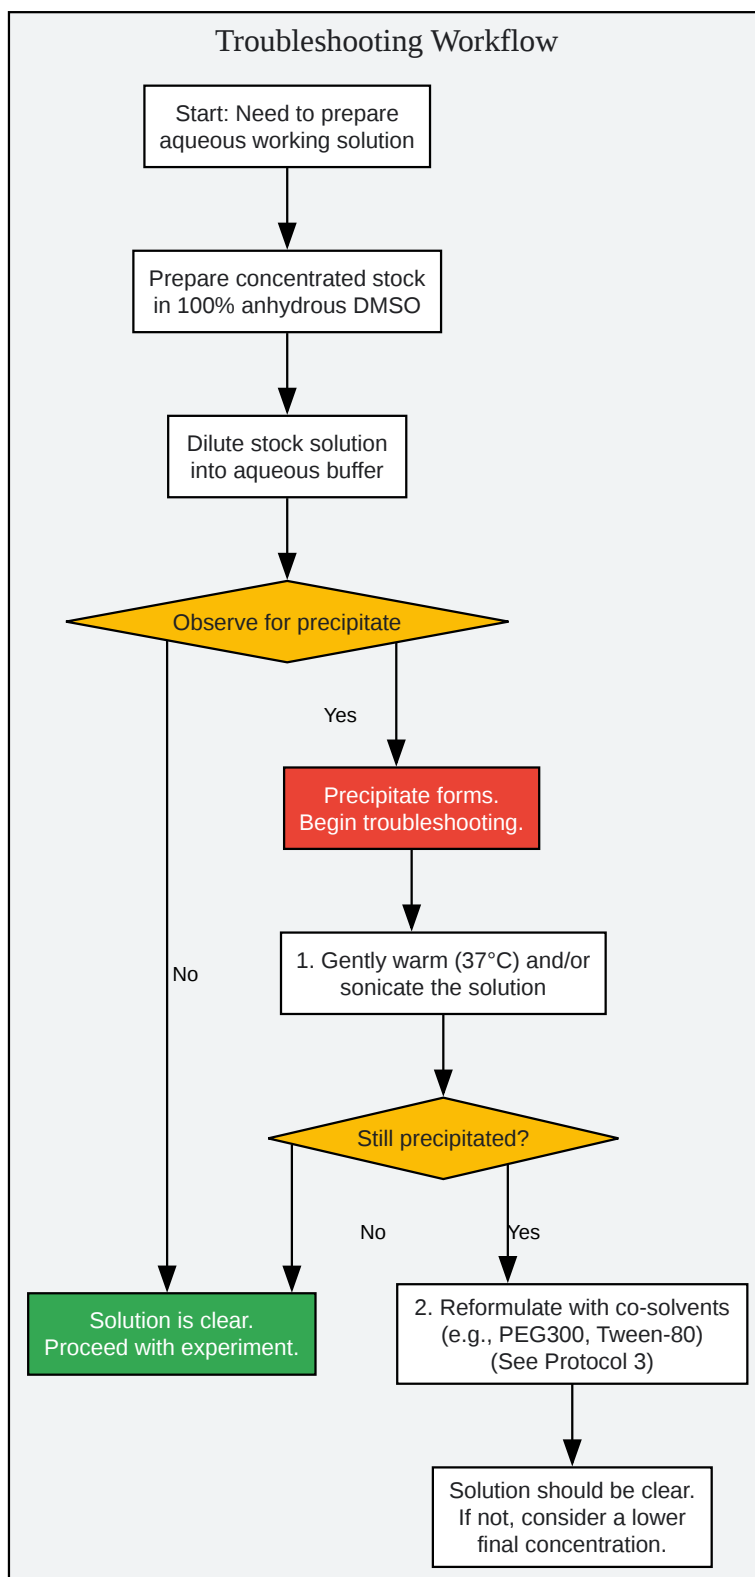 Troubleshooting Workflow
Start: Need to prepare
aqueous working solution
Prepare concentrated stock
in 100% anhydrous DMSO
Dilute stock solution
into aqueous buffer
Observe for precipitate
Yes
Precipitate forms.
Begin troubleshooting.
1. Gently warm (37°C) and/or
sonicate the solution
No
Still precipitated?
No
Yes
Solution is clear.
Proceed with experiment.
2. Reformulate with co-solvents
(e.g., PEG300, Tween-80)
(See Protocol 3)
Solution should be clear.
If not, consider a lower
final concentration.